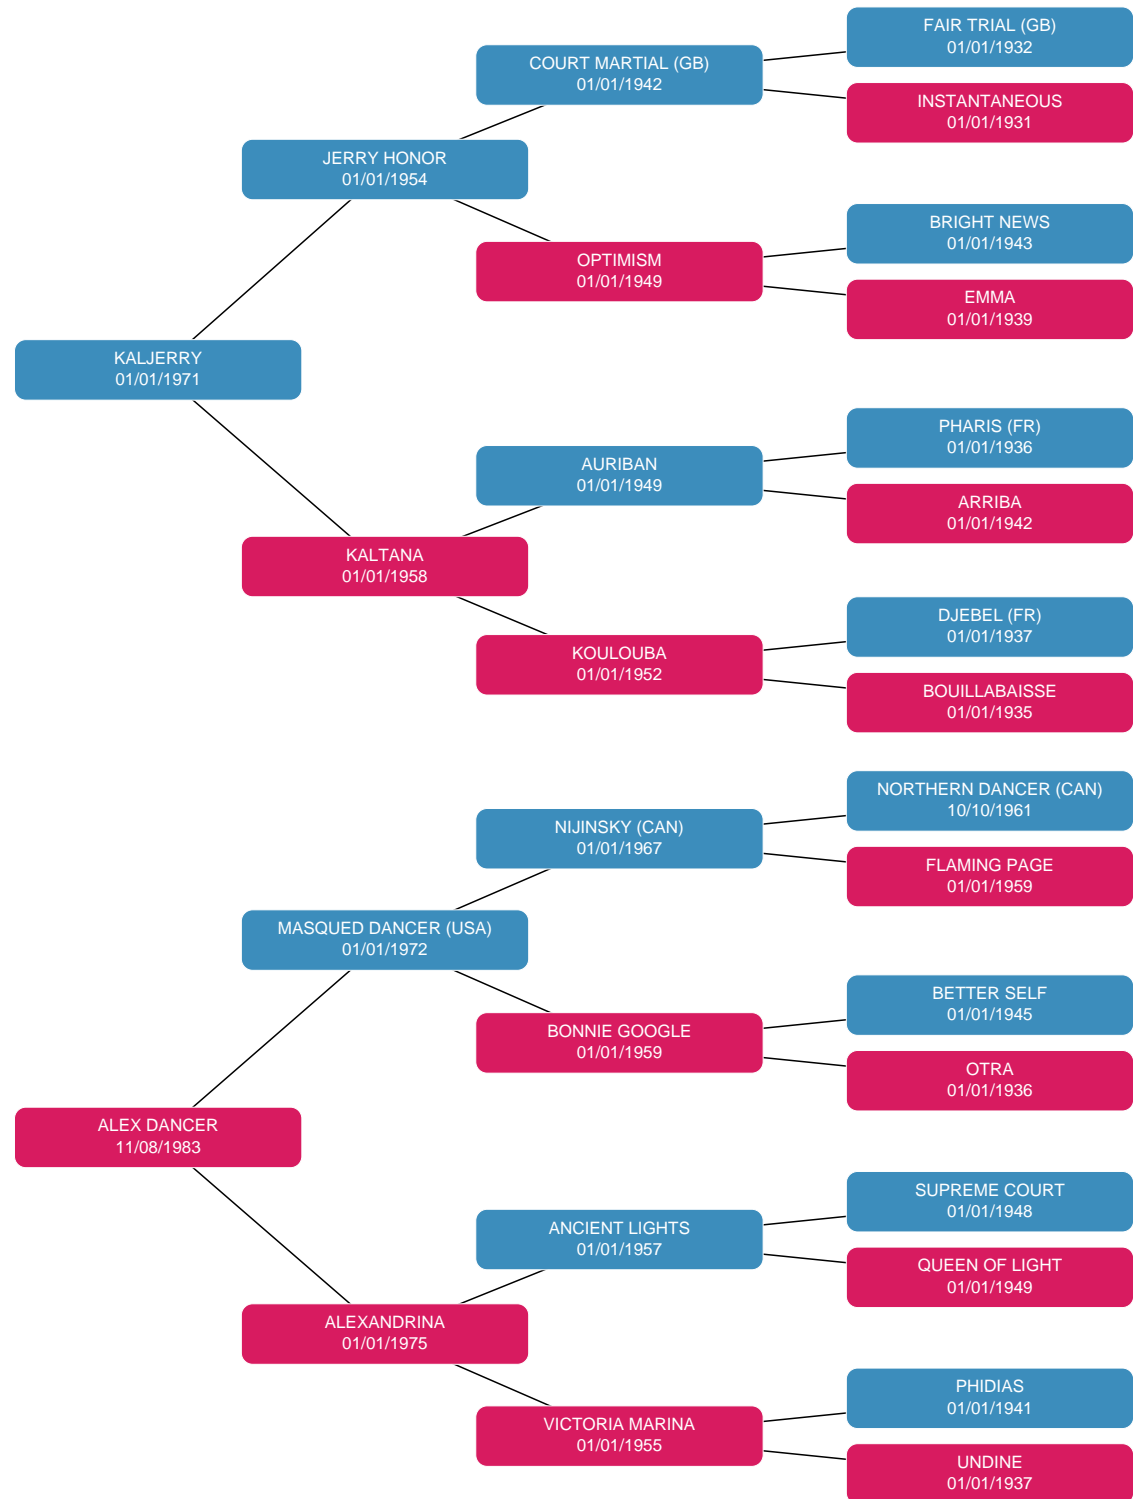 FAIR TRIAL (GB)
01/01/1932
COURT MARTIAL (GB)
01/01/1942
INSTANTANEOUS
01/01/1931
JERRY HONOR
01/01/1954
BRIGHT NEWS
01/01/1943
OPTIMISM
01/01/1949
EMMA
01/01/1939
KALJERRY
01/01/1971
PHARIS (FR)
01/01/1936
AURIBAN
01/01/1949
ARRIBA
01/01/1942
KALTANA
01/01/1958
DJEBEL (FR)
01/01/1937
KOULOUBA
01/01/1952
BOUILLABAISSE
01/01/1935
NORTHERN DANCER (CAN)
10/10/1961
NIJINSKY (CAN)
01/01/1967
FLAMING PAGE
01/01/1959
MASQUED DANCER (USA)
01/01/1972
BETTER SELF
01/01/1945
BONNIE GOOGLE
01/01/1959
OTRA
01/01/1936
ALEX DANCER
11/08/1983
SUPREME COURT
01/01/1948
ANCIENT LIGHTS
01/01/1957
QUEEN OF LIGHT
01/01/1949
ALEXANDRINA
01/01/1975
PHIDIAS
01/01/1941
VICTORIA MARINA
01/01/1955
UNDINE
01/01/1937